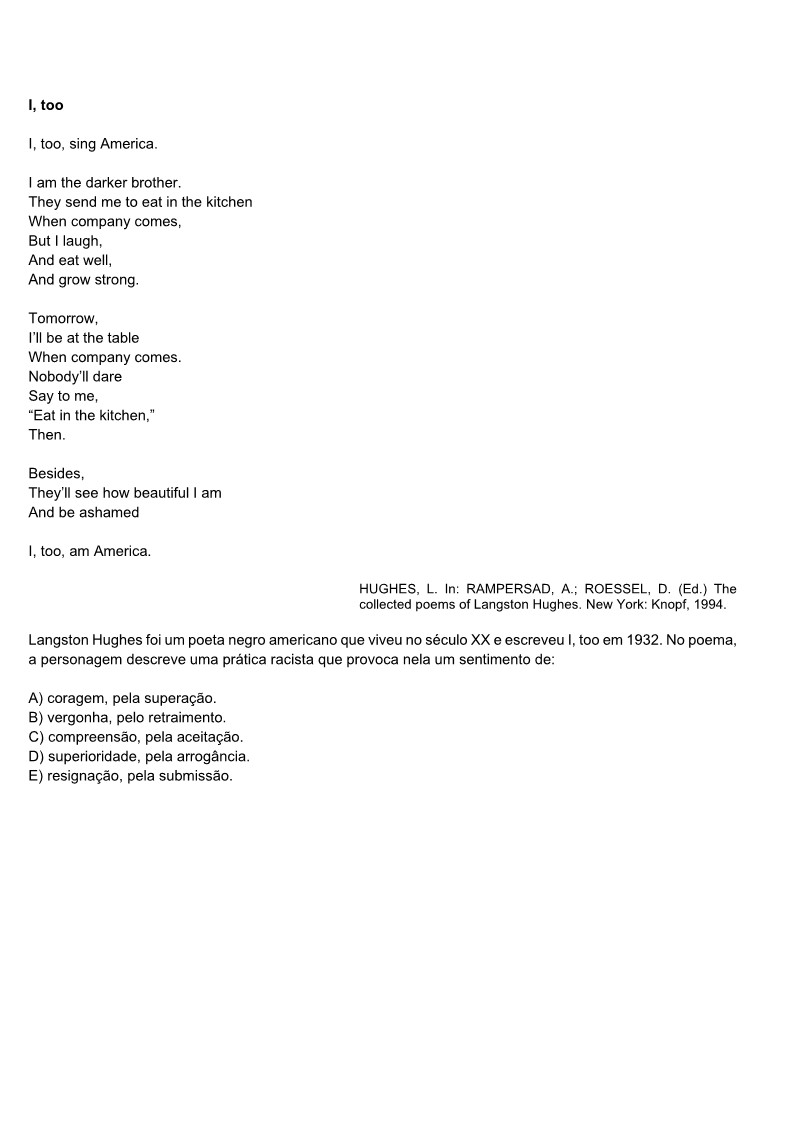 I, too
I, too, sing America.
I am the darker brother.
They send me to eat in the kitchen
When company comes,
But I laugh,
And eat well,
And grow strong.
Tomorrow,
I’ll be at the table
When company comes.
Nobody’ll dare
Say to me,
“Eat in the kitchen,”
Then.
Besides,
They’ll see how beautiful I am
And be ashamed
I, too, am America.
HUGHES, L. In: RAMPERSAD, A.; ROESSEL, D. (Ed.) The
collected poems of Langston Hughes. New York: Knopf, 1994.
Langston Hughes foi um poeta negro americano que viveu no século XX e escreveu I, too em 1932. No poema,
a personagem descreve uma prática racista que provoca nela um sentimento de:
A) coragem, pela superação.
B) vergonha, pelo retraimento.
C) compreensão, pela aceitação.
D) superioridade, pela arrogância.
E) resignação, pela submissão.